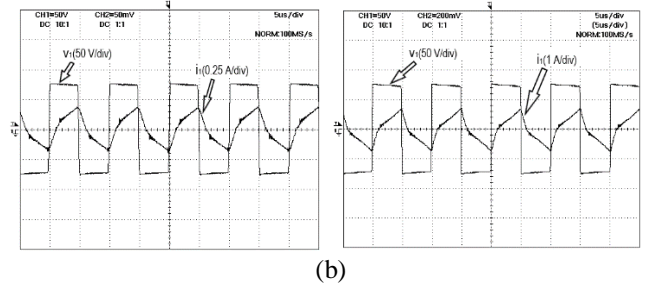 CH1=50V CH2=50mV 5us/div
DC 10:1 DC 1:1
NORM:100MS/s
v₁(50 V/div)
i₁(0.25 A/div)
CH1=50V CH2=200mV 5us/div
DC 10:1 DC 1:1 (5us/div)
NORM:100MS/s
v₁(50 V/div)
i₁(1 A/div)
(b)